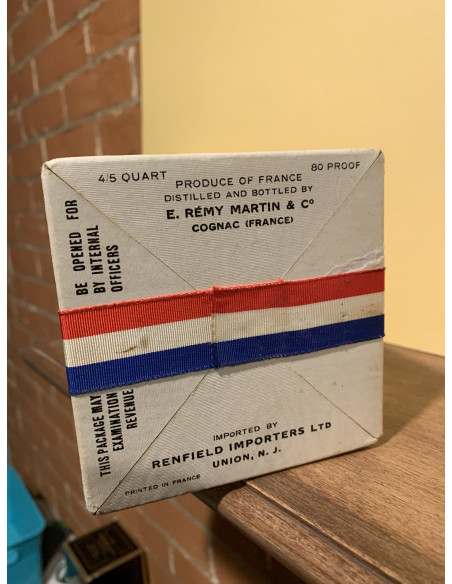 4/5 QUART
80 PROOF
PRODUCE OF FRANCE
DISTILLED AND BOTTLED BY
E. RÉMY MARTIN & Cº
COGNAC (FRANCE)
THIS PACKAGE MAY BE OPENED FOR
EXAMINATION BY INTERNAL
REVENUE OFFICERS
IMPORTED BY
RENFIELD IMPORTERS LTD
UNION, N. J.
PRINTED IN FRANCE